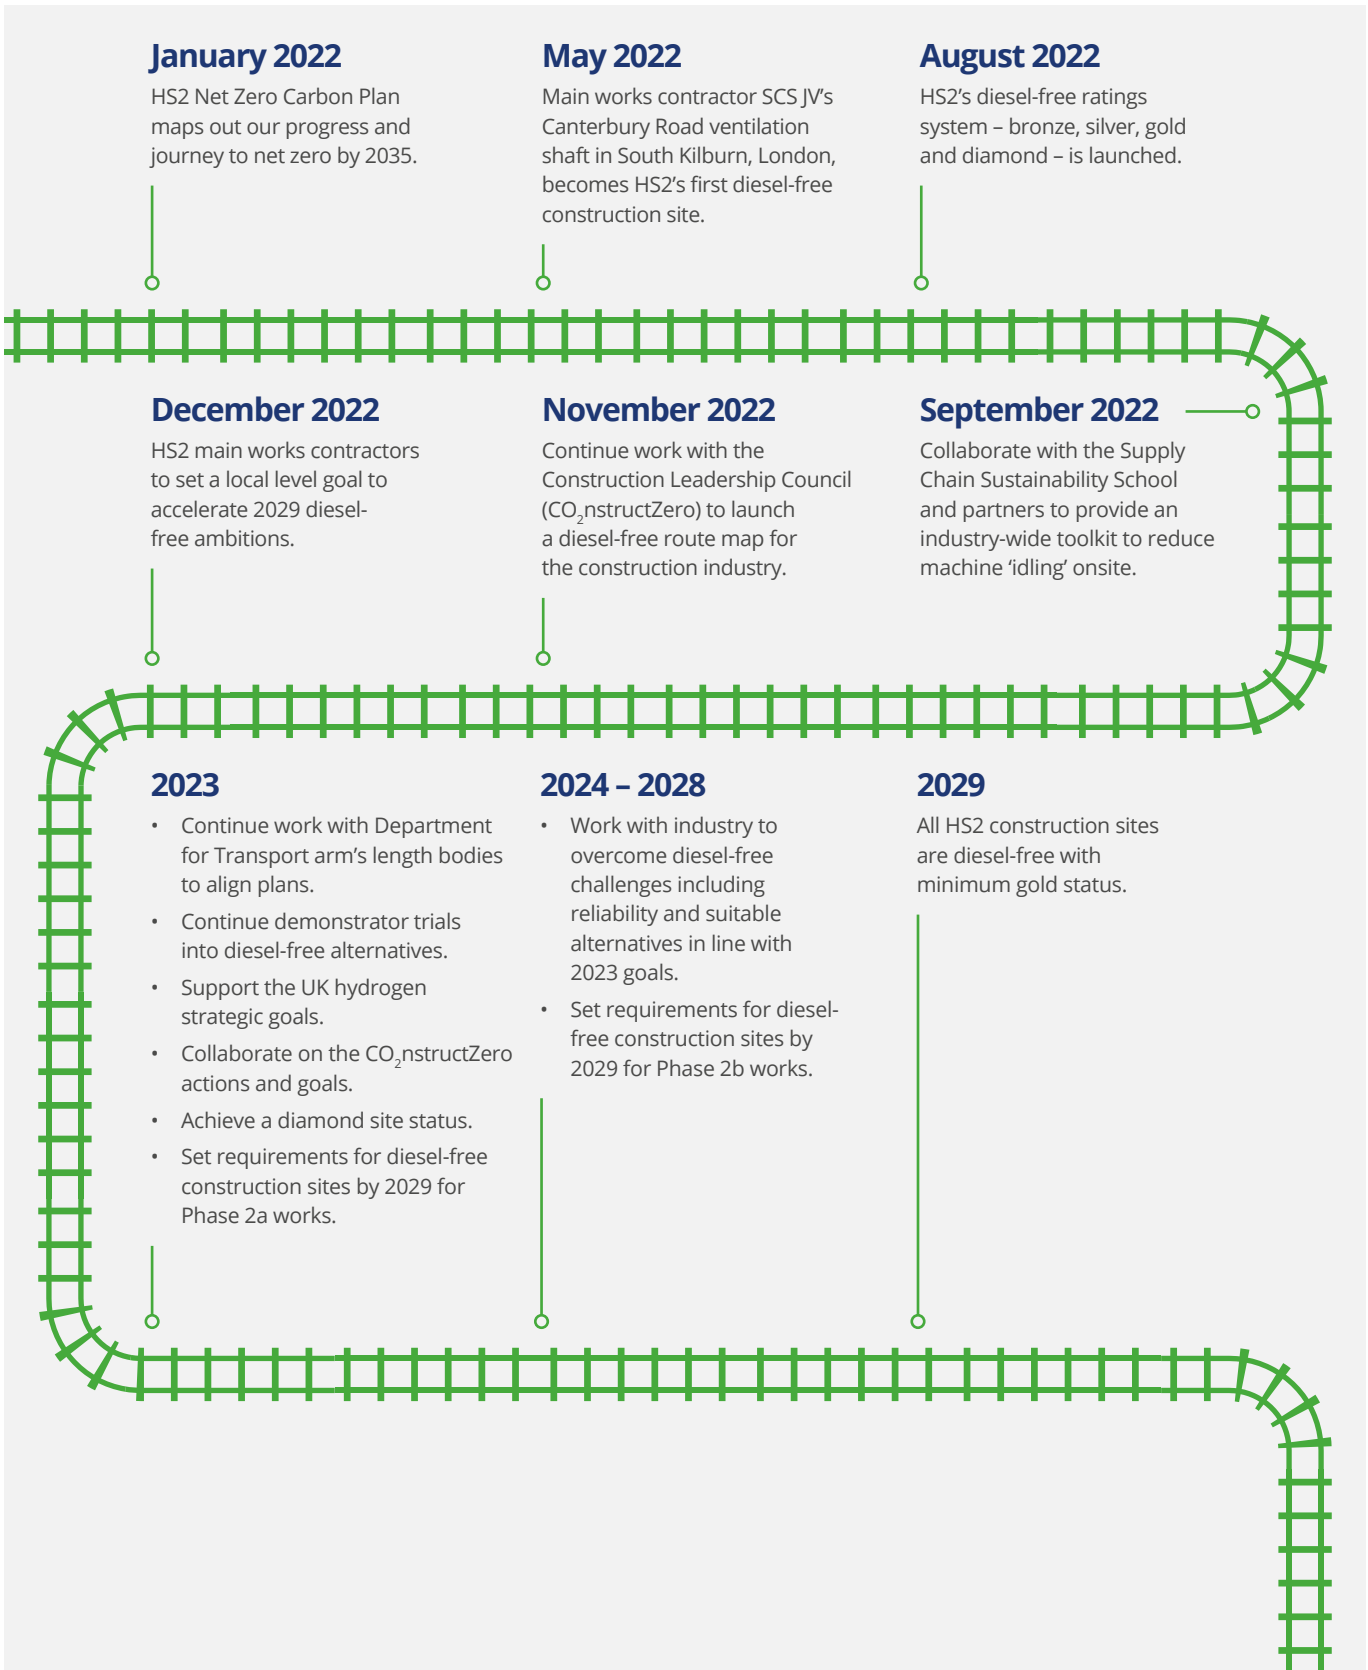 January 2022
HS2 Net Zero Carbon Plan
maps out our progress and
journey to net zero by 2035.
May 2022
Main works contractor SCS JV’s
Canterbury Road ventilation
shaft in South Kilburn, London,
becomes HS2’s first diesel-free
construction site.
August 2022
HS2’s diesel-free ratings
system – bronze, silver, gold
and diamond – is launched.
September 2022
Collaborate with the Supply
Chain Sustainability School
and partners to provide an
industry-wide toolkit to reduce
machine ‘idling’ onsite.
November 2022
Continue work with the
Construction Leadership Council
(CO₂nstructZero) to launch
a diesel-free route map for
the construction industry.
December 2022
HS2 main works contractors
to set a local level goal to
accelerate 2029 diesel-
free ambitions.
2023
• Continue work with Department
for Transport arm’s length bodies
to align plans.
• Continue demonstrator trials
into diesel-free alternatives.
• Support the UK hydrogen
strategic goals.
• Collaborate on the CO₂nstructZero
actions and goals.
• Achieve a diamond site status.
• Set requirements for diesel-free
construction sites by 2029 for
Phase 2a works.
2024 – 2028
• Work with industry to
overcome diesel-free
challenges including
reliability and suitable
alternatives in line with
2023 goals.
• Set requirements for diesel-
free construction sites by
2029 for Phase 2b works.
2029
All HS2 construction sites
are diesel-free with
minimum gold status.